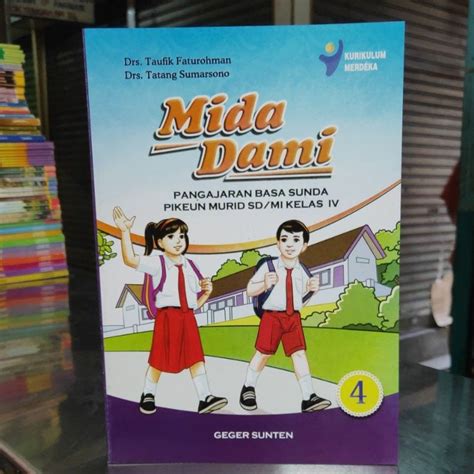 Drs. Taufik Faturohman
Drs. Tatang Sumarsono
KURIKULUM
MERDEKA
Mida
Dami
PANGAJARAN BASA SUNDA
PIKEUN MURID SD/MI KELAS IV
4
GEGER SUNTEN